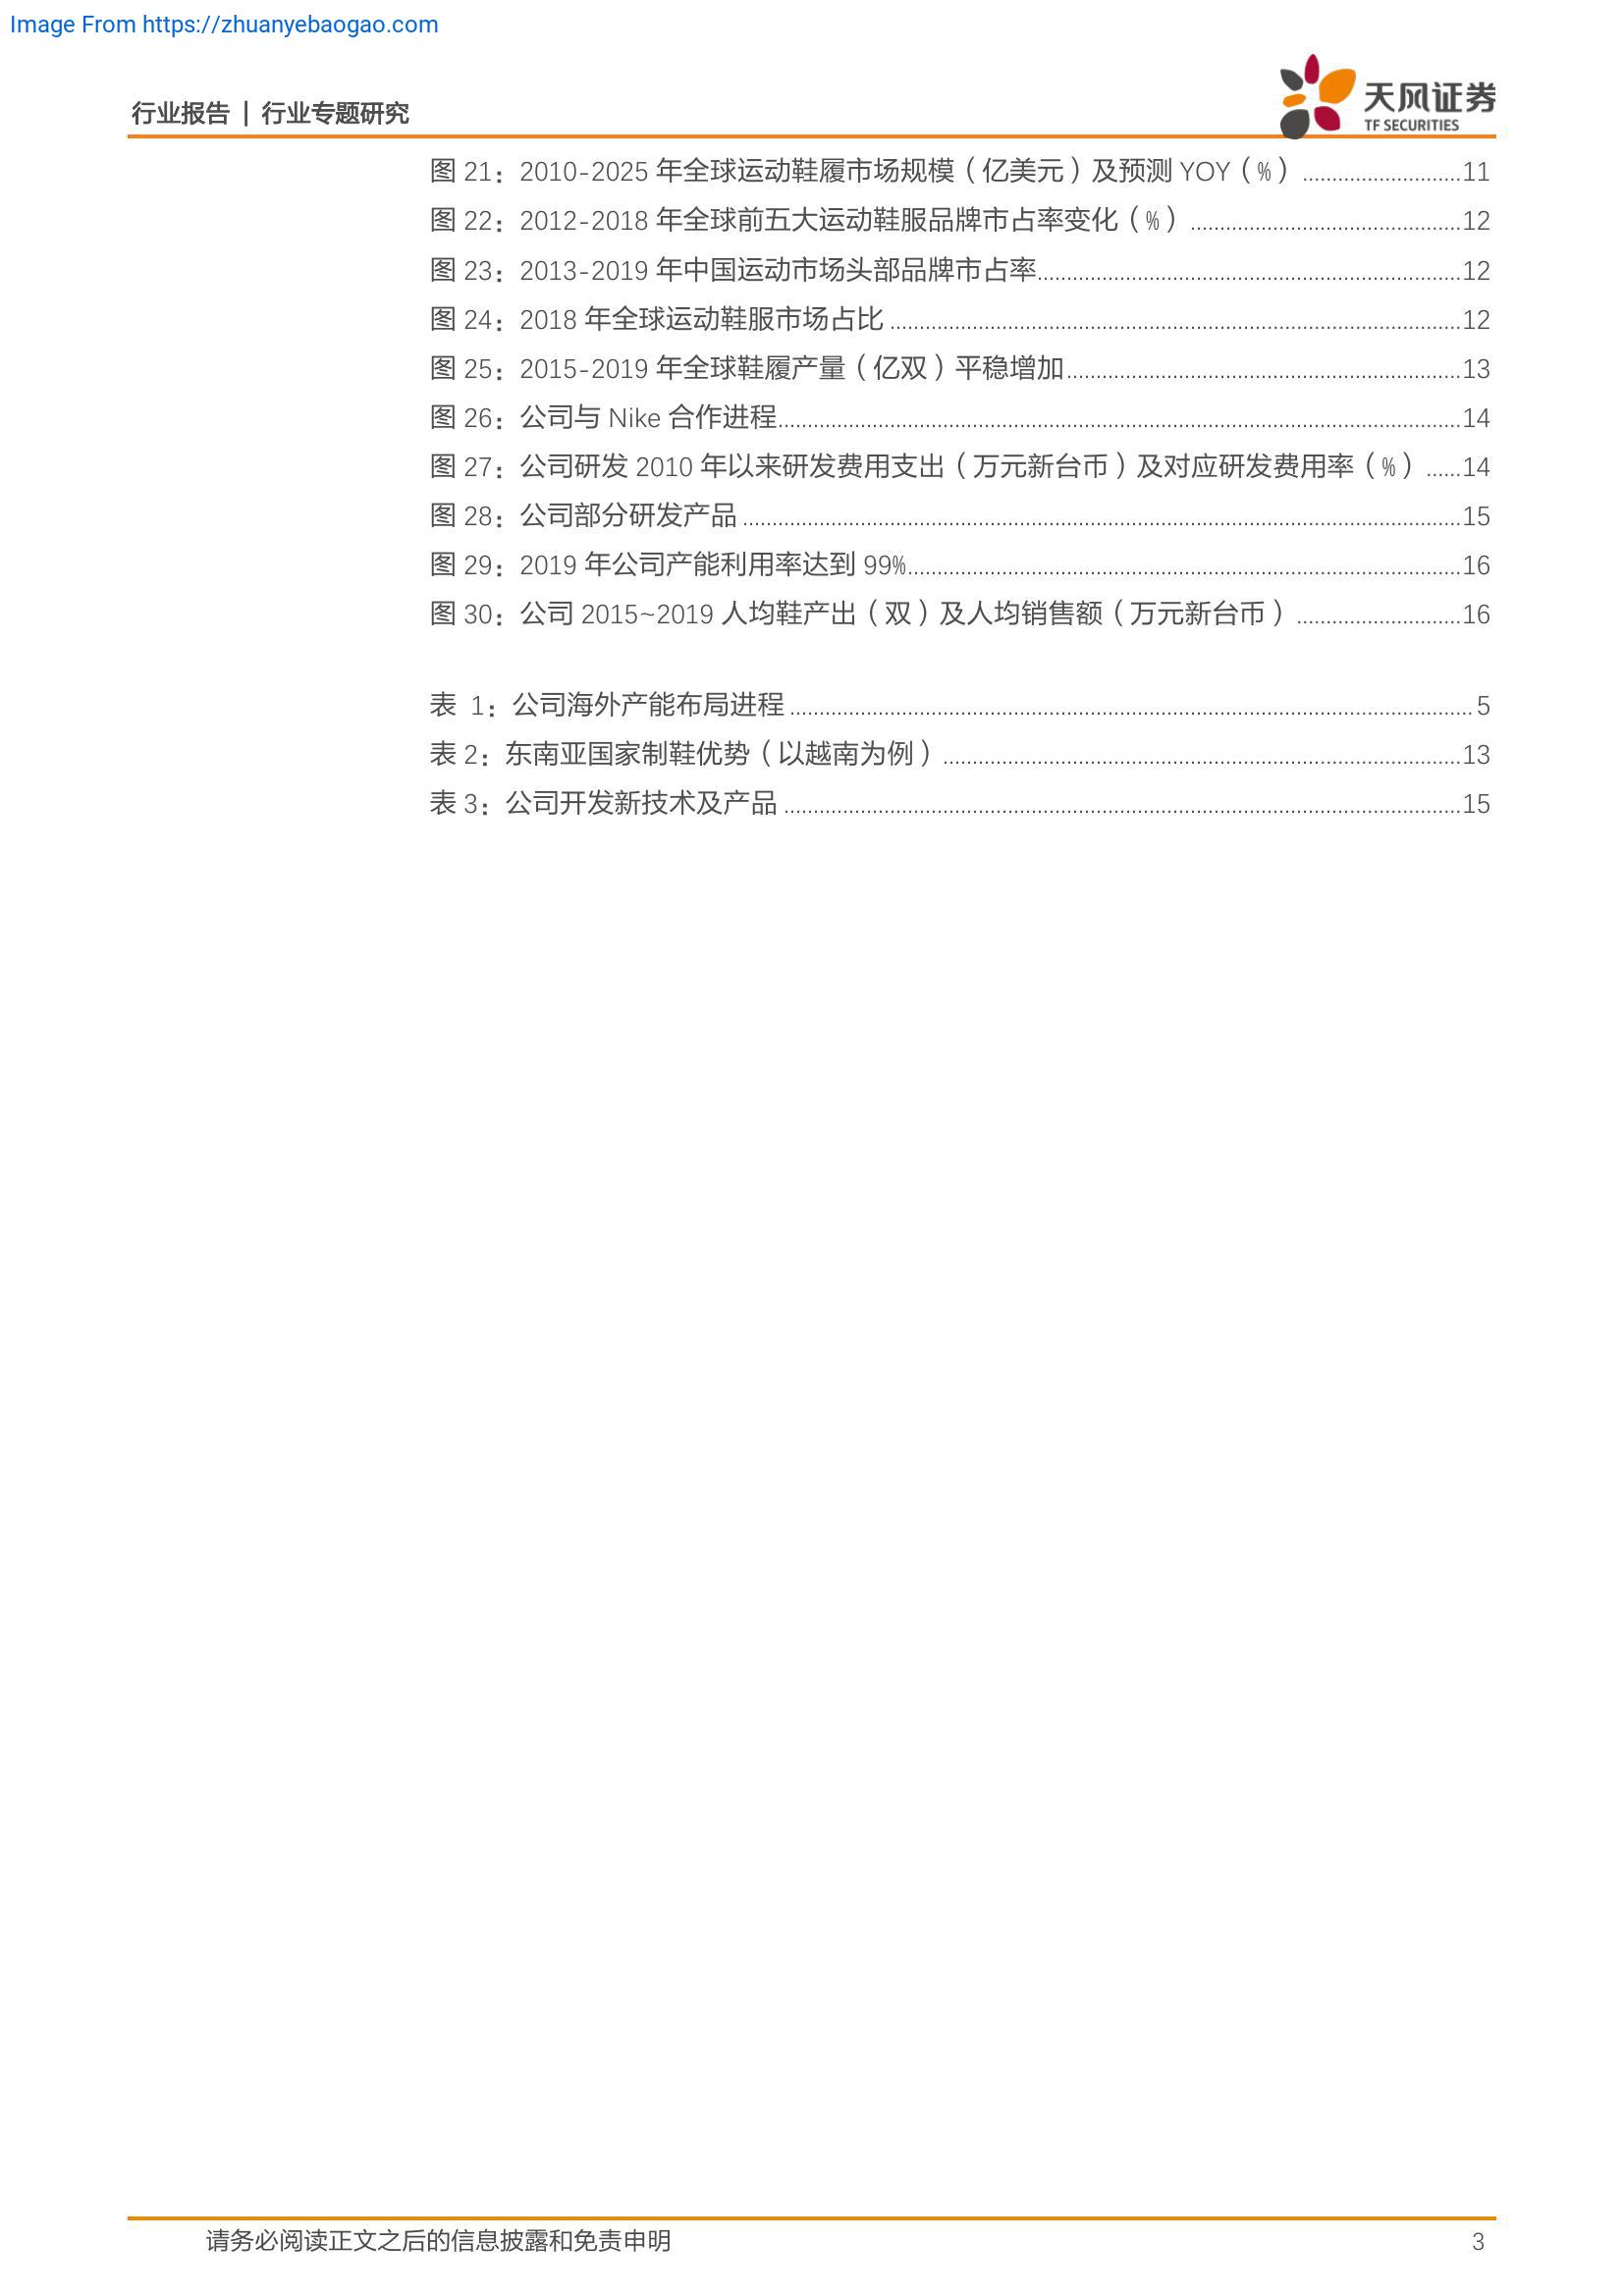 Image From https://zhuanyebaogao.com
行业报告 | 行业专题研究
天风证券
TF SECURITIES
图 21：2010-2025 年全球运动鞋履市场规模（亿美元）及预测 YOY（%）..........................11
图 22：2012-2018 年全球前五大运动鞋服品牌市占率变化（%）..............................................12
图 23：2013-2019 年中国运动市场头部品牌市占率........................................................................12
图 24：2018 年全球运动鞋服市场占比 .................................................................................................12
图 25：2015-2019 年全球鞋履产量（亿双）平稳增加...................................................................13
图 26：公司与 Nike 合作进程....................................................................................................................14
图 27：公司研发 2010 年以来研发费用支出（万元新台币）及对应研发费用率（%）......14
图 28：公司部分研发产品 ..........................................................................................................................15
图 29：2019 年公司产能利用率达到 99%..............................................................................................16
图 30：公司 2015~2019 人均鞋产出（双）及人均销售额（万元新台币）............................16
表 1：公司海外产能布局进程 .................................................................................................................... 5
表 2：东南亚国家制鞋优势（以越南为例）........................................................................................13
表 3：公司开发新技术及产品 ...................................................................................................................15
请务必阅读正文之后的信息披露和免责申明
3